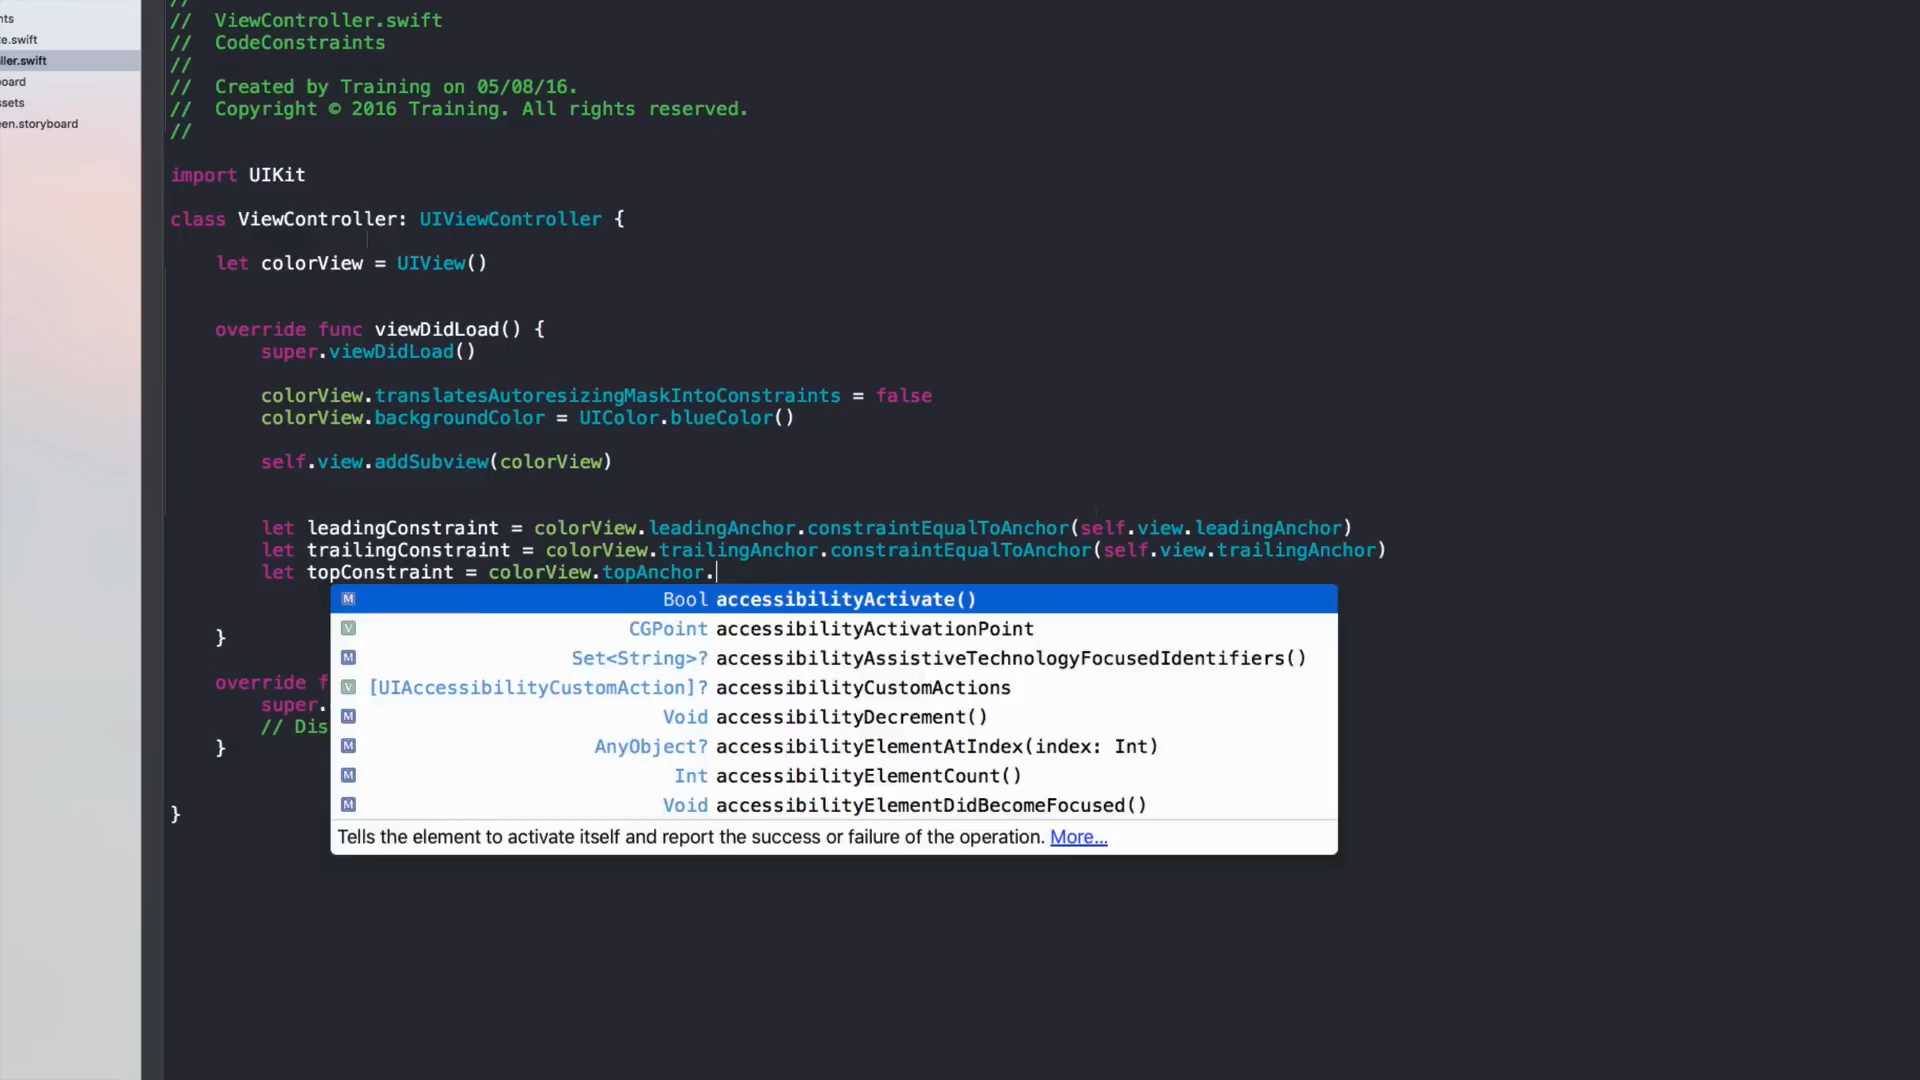 nts
te.swift
ller.swift
board
ssets
een.storyboard
//
// ViewController.swift
// CodeConstraints
//
// Created by Training on 05/08/16.
// Copyright © 2016 Training. All rights reserved.
//
import UIKit
class ViewController: UIViewController {
let colorView = UIView()
override func viewDidLoad() {
super.viewDidLoad()
colorView.translatesAutoresizingMaskIntoConstraints = false
colorView.backgroundColor = UIColor.blueColor()
self.view.addSubview(colorView)
let leadingConstraint = colorView.leadingAnchor.constraintEqualToAnchor(self.view.leadingAnchor)
let trailingConstraint = colorView.trailingAnchor.constraintEqualToAnchor(self.view.trailingAnchor)
let topConstraint = colorView.topAnchor.
M Bool accessibilityActivate()
V CGPoint accessibilityActivationPoint
M Set<String>? accessibilityAssistiveTechnologyFocusedIdentifiers()
V [UIAccessibilityCustomAction]? accessibilityCustomActions
M Void accessibilityDecrement()
M AnyObject? accessibilityElementAtIndex(index: Int)
M Int accessibilityElementCount()
M Void accessibilityElementDidBecomeFocused()
Tells the element to activate itself and report the success or failure of the operation. More...
}
override f
super.
// Dis
}
}